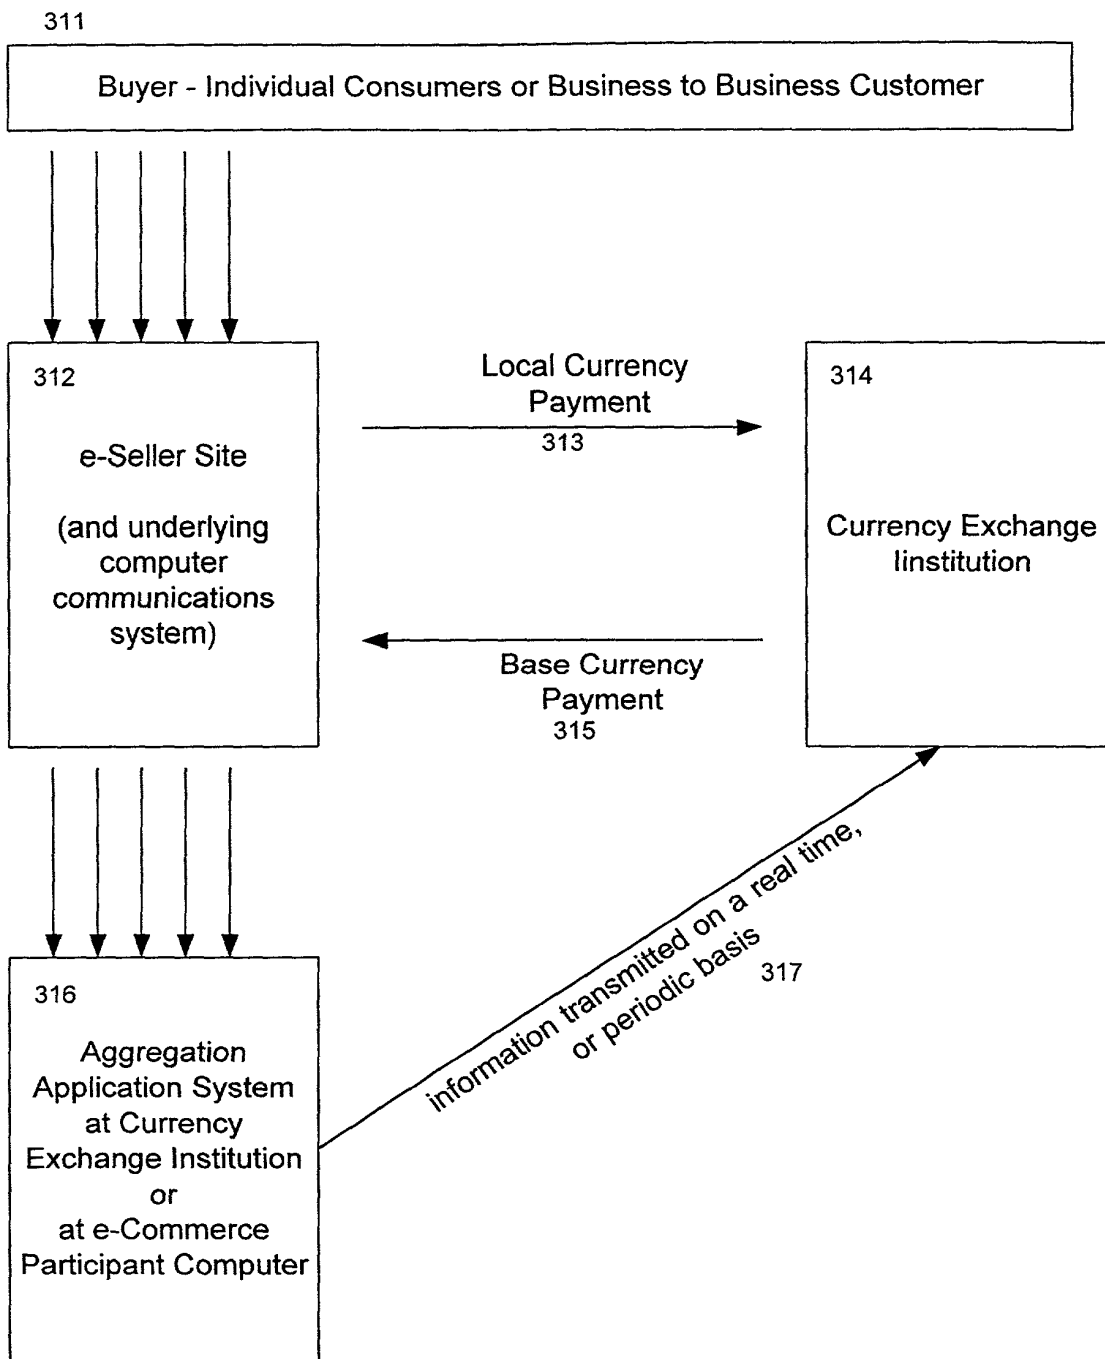 311
Buyer - Individual Consumers or Business to Business Customer
312
e-Seller Site
(and underlying
computer
communications
system)
Local Currency
Payment
313
314
Currency Exchange
Iinstitution
Base Currency
Payment
315
316
Aggregation
Application System
at Currency
Exchange Institution
or
at e-Commerce
Participant Computer
information transmitted on a real time,
or periodic basis
317